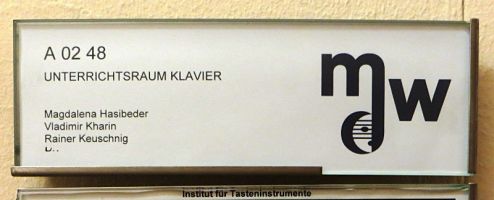 A 02 48
UNTERRICHTSRAUM KLAVIER
Magdalena Hasibeder
Vladimir Kharin
Rainer Keuschnig
mdw
Institut für Tasteninstrumente